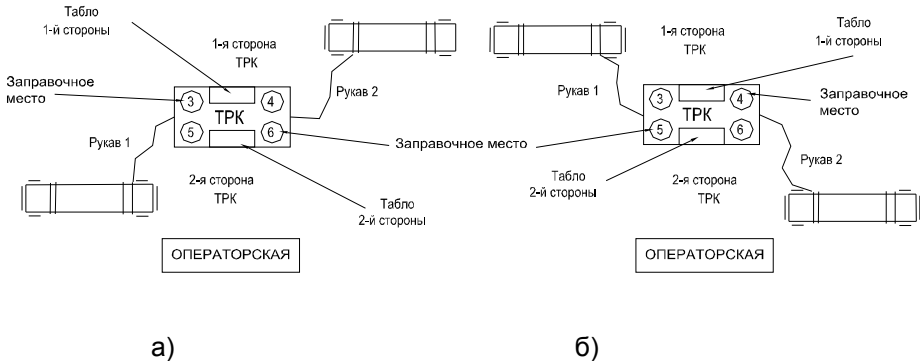 Табло
1-й стороны
1-я сторона
ТРК
Заправочное
место
3
4
Рукав 2
ТРК
5
6
Рукав 1
2-я сторона
ТРК
Табло
2-й стороны
ОПЕРАТОРСКАЯ
а)
Заправочное место
Табло
1-й стороны
1-я сторона
ТРК
Рукав 1
3
4
Заправочное
место
ТРК
5
6
Рукав 2
Табло
2-й стороны
2-я сторона
ТРК
ОПЕРАТОРСКАЯ
б)